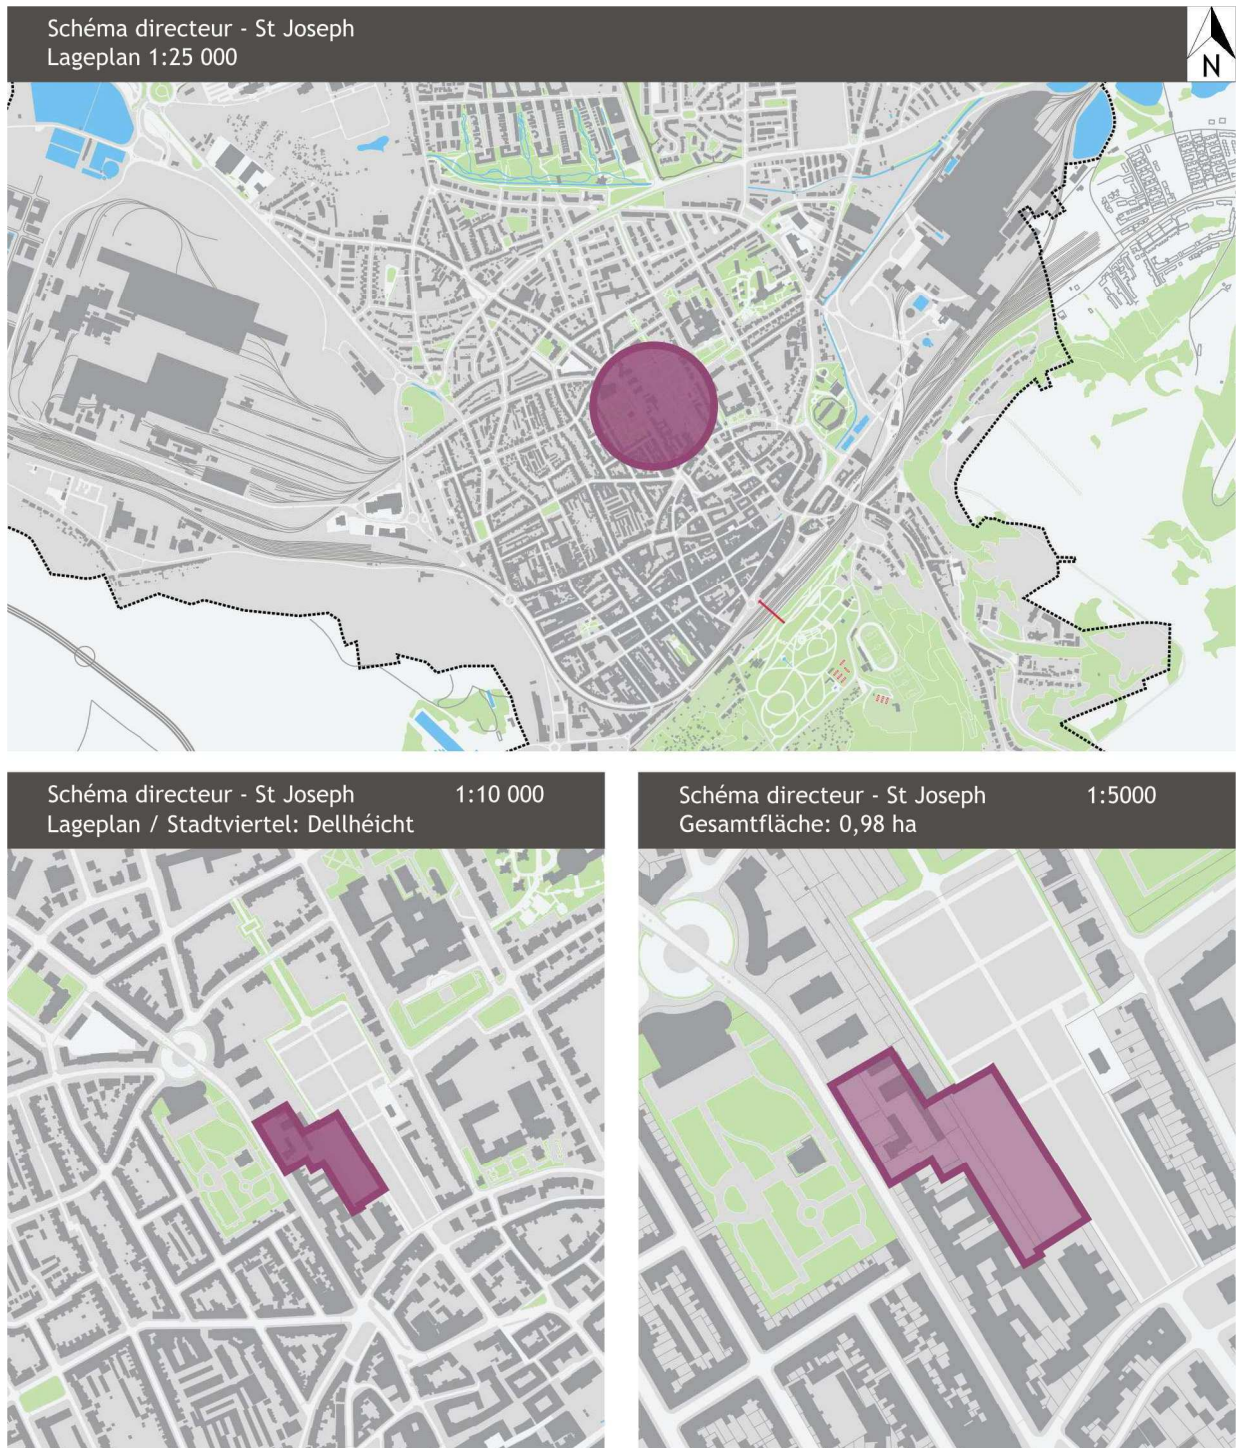 Schéma directeur - St Joseph
Lageplan 1:25 000
N
Schéma directeur - St Joseph 1:10 000
Lageplan / Stadtviertel: Dellhéicht
Schéma directeur - St Joseph 1:5000
Gesamtfläche: 0,98 ha